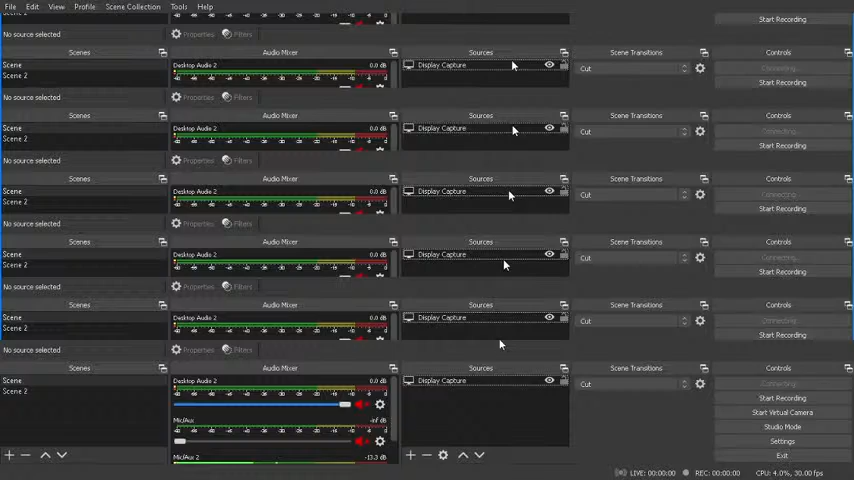 File Edit View Profile Scene Collection Tools Help
Start Recording
No source selected Properties Filters
Scenes Audio Mixer Sources Scene Transitions Controls
Scene Desktop Audio 2 0.0 dB Display Capture Cut Connecting...
Scene 2 Start Recording
No source selected Properties Filters
Scenes Audio Mixer Sources Scene Transitions Controls
Scene Desktop Audio 2 0.0 dB Display Capture Cut Connecting...
Scene 2 Start Recording
No source selected Properties Filters
Scenes Audio Mixer Sources Scene Transitions Controls
Scene Desktop Audio 2 0.0 dB Display Capture Cut Connecting...
Scene 2 Start Recording
No source selected Properties Filters
Scenes Audio Mixer Sources Scene Transitions Controls
Scene Desktop Audio 2 0.0 dB Display Capture Cut Connecting...
Scene 2 Start Recording
No source selected Properties Filters
Scenes Audio Mixer Sources Scene Transitions Controls
Scene Desktop Audio 2 0.0 dB Display Capture Cut Connecting...
Scene 2 Start Recording
No source selected Properties Filters
Scenes Audio Mixer Sources Scene Transitions Controls
Scene Desktop Audio 2 0.0 dB Display Capture Cut Connecting...
Scene 2
Start Recording
Start Virtual Camera
Mic/Aux -inf dB
Studio Mode
Settings
Mic/Aux 2 -13.3 dB Exit
LIVE: 00:00:00 REC: 00:00:00 CPU: 4.0%, 30.00 fps